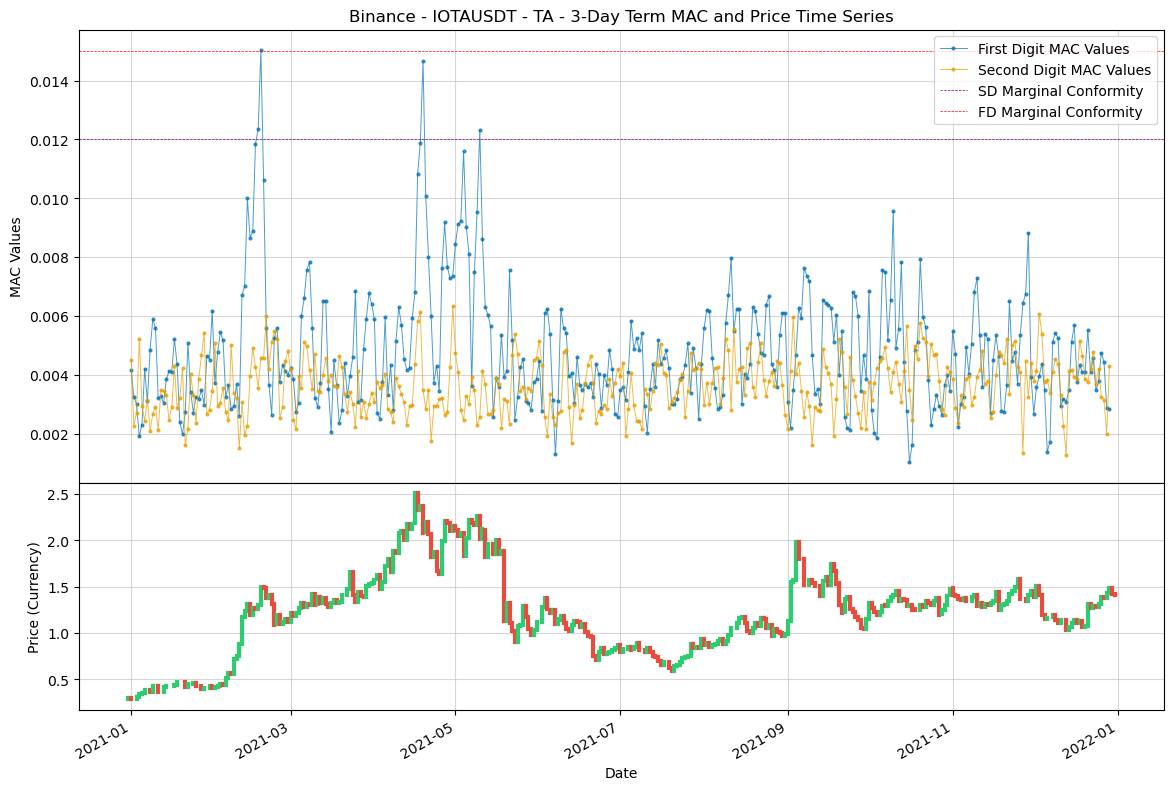 Binance - IOTAUSDT - TA - 3-Day Term MAC and Price Time Series
MAC Values
0.014
0.012
0.010
0.008
0.006
0.004
0.002
First Digit MAC Values
Second Digit MAC Values
SD Marginal Conformity
FD Marginal Conformity
Price (Currency)
2.5
2.0
1.5
1.0
0.5
2021-01
2021-03
2021-05
2021-07
2021-09
2021-11
2022-01
Date